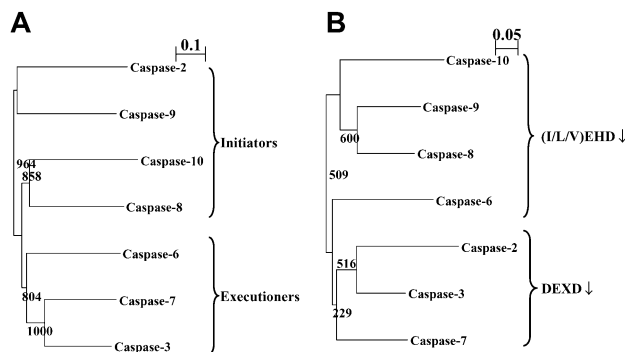 A
0.1
Caspase-2
Caspase-9
964
858
Caspase-10
Caspase-8
Initiators
Caspase-6
804
Caspase-7
1000
Caspase-3
Executioners
B
0.05
Caspase-10
Caspase-9
600
Caspase-8
(I/L/V)EHD ↓
509
Caspase-6
Caspase-2
516
Caspase-3
229
Caspase-7
DEXD ↓